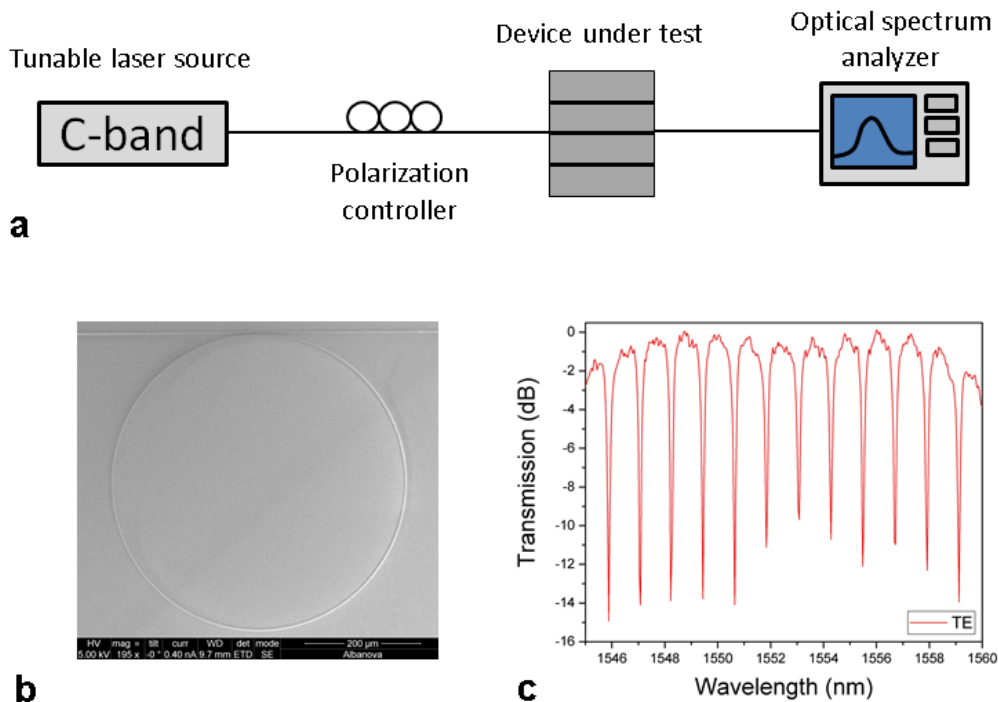 Tunable laser source
C-band
Polarization
controller
Device under test
Optical spectrum
analyzer
a
HV mag = tilt curr WD det mode 200 µm
5.00 kV 195 x -0 ° 0.40 nA 9.7 mm ETD SE Albanova
b
Transmission (dB)
0
-2
-4
-6
-8
-10
-12
-14
-16
TE
1546 1548 1550 1552 1554 1556 1558 1560
Wavelength (nm)
c